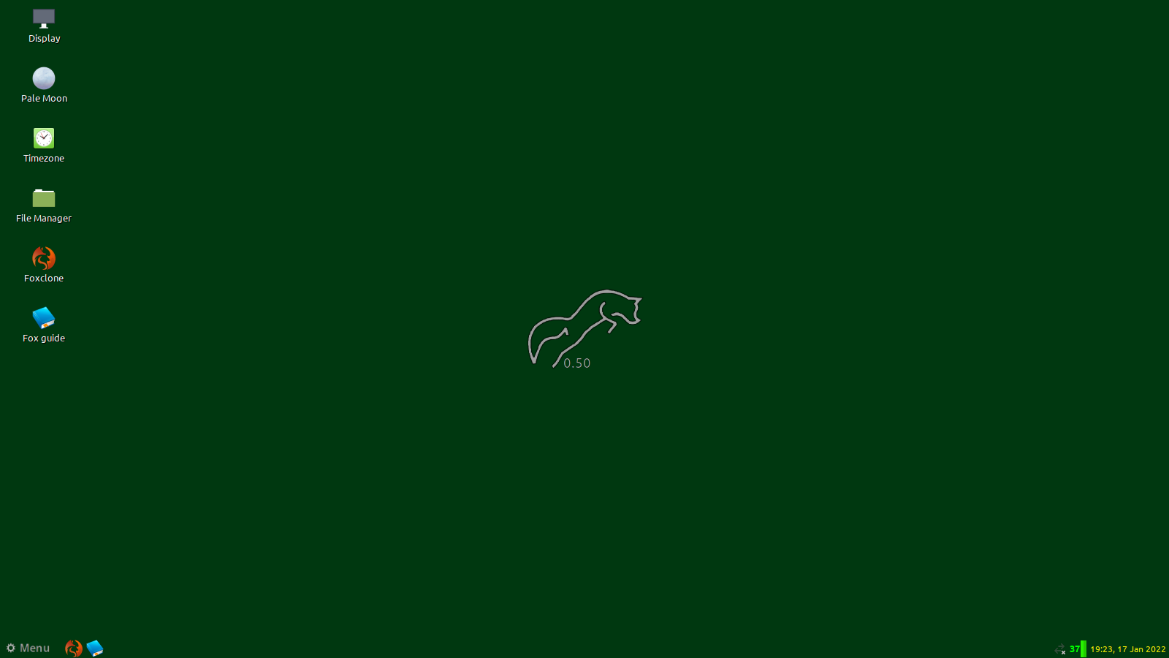 Display
Pale Moon
Timezone
File Manager
Foxclone
Fox guide
0.50
Menu
37
19:23, 17 Jan 2022